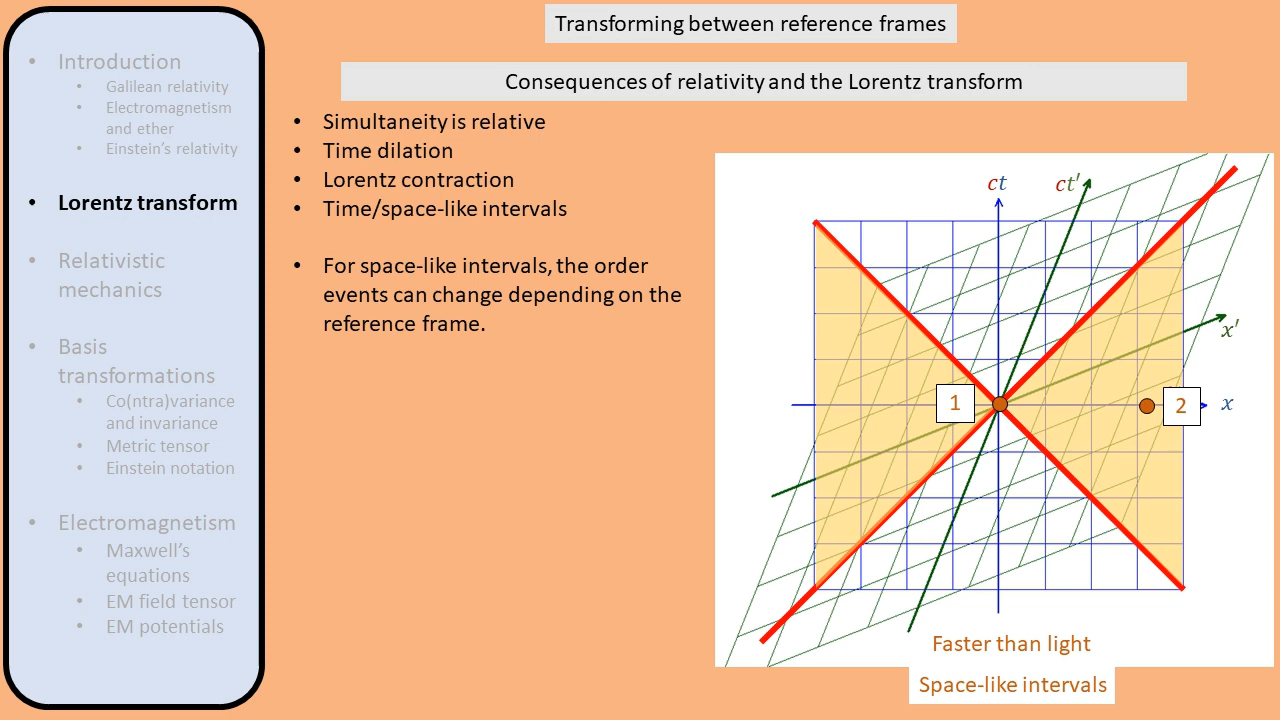 Transforming between reference frames
Consequences of relativity and the Lorentz transform
• Introduction
• Galilean relativity
• Electromagnetism
and ether
• Einstein's relativity
• Lorentz transform
• Relativistic
mechanics
• Basis
transformations
• Co(ntra)variance
and invariance
• Metric tensor
• Einstein notation
• Electromagnetism
• Maxwell's
equations
• EM field tensor
• EM potentials
• Simultaneity is relative
• Time dilation
• Lorentz contraction
• Time/space-like intervals
• For space-like intervals, the order
events can change depending on the
reference frame.
ct
ct′
x′
x
1
2
Faster than light
Space-like intervals